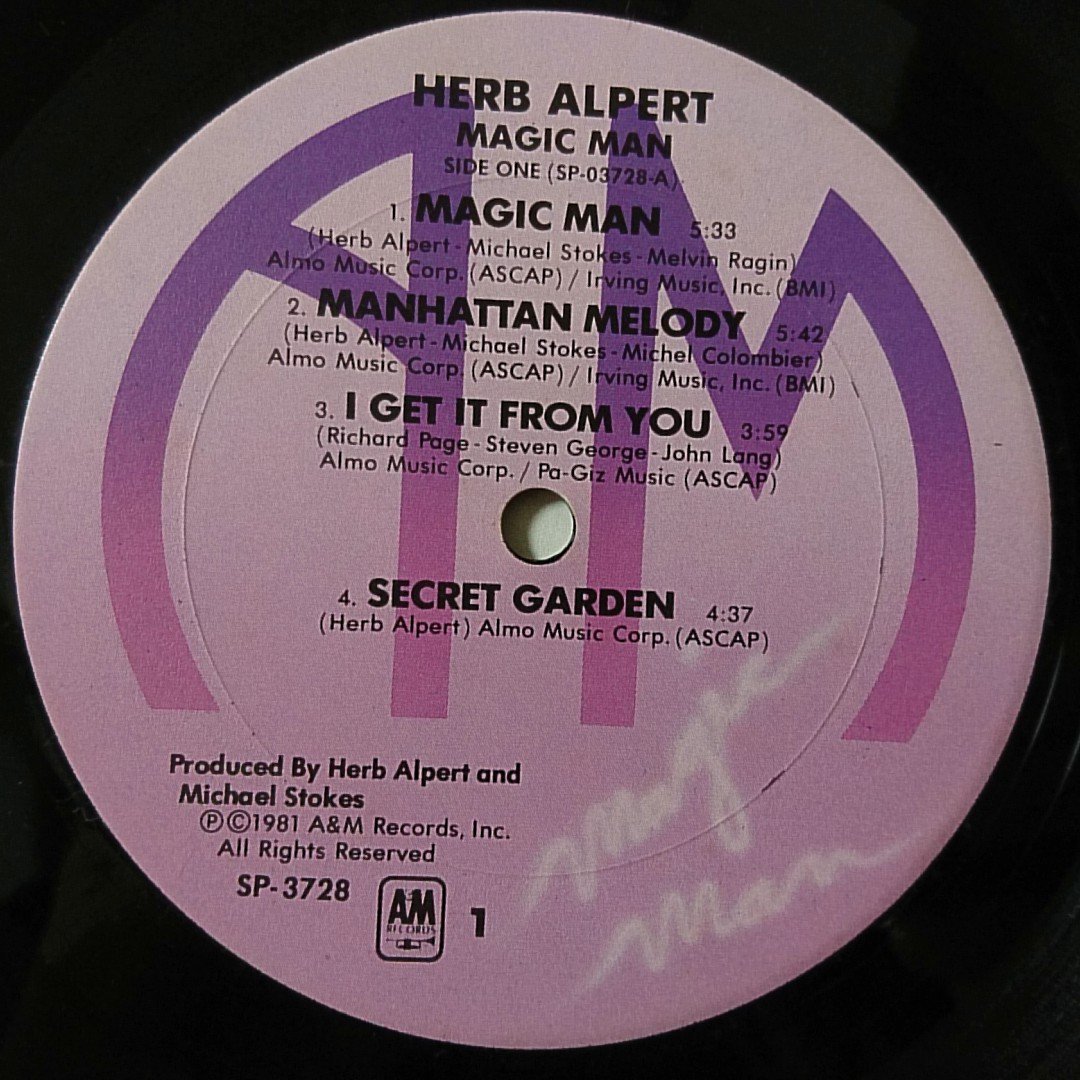 HERB ALPERT
MAGIC MAN
SIDE ONE (SP-03728-A)
1. MAGIC MAN 5:33
(Herb Alpert - Michael Stokes - Melvin Ragin)
Almo Music Corp. (ASCAP) / Irving Music, Inc. (BMI)
2. MANHATTAN MELODY 5:42
(Herb Alpert - Michael Stokes - Michel Colombier)
Almo Music Corp. (ASCAP) / Irving Music, Inc. (BMI)
3. I GET IT FROM YOU 3:59
(Richard Page - Steven George - John Lang)
Almo Music Corp. / Pa-Giz Music (ASCAP)
4. SECRET GARDEN 4:37
(Herb Alpert) Almo Music Corp. (ASCAP)
Produced By Herb Alpert and
Michael Stokes
ⓅⒸ1981 A&M Records, Inc.
All Rights Reserved
SP-3728
A&M
RECORDS
1
Magic
Man